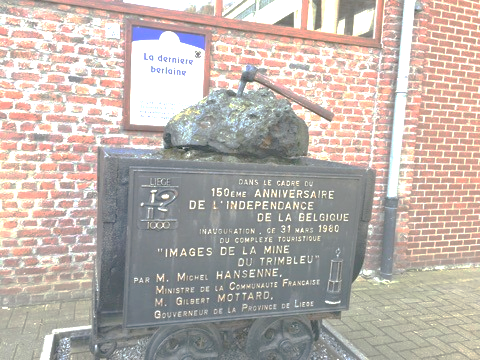 La dernière
berlaine
LIEGE
1000
DANS LE CADRE DU
150ÈME ANNIVERSAIRE
DE L'INDEPENDANCE
DE LA BELGIQUE
INAUGURATION, CE 31 MARS 1980
DU COMPLEXE TOURISTIQUE
"IMAGES DE LA MINE
DU TRIMBLEU"
PAR M. MICHEL HANSENNE,
MINISTRE DE LA COMMUNAUTE FRANÇAISE
M. GILBERT MOTTARD,
GOUVERNEUR DE LA PROVINCE DE LIEGE